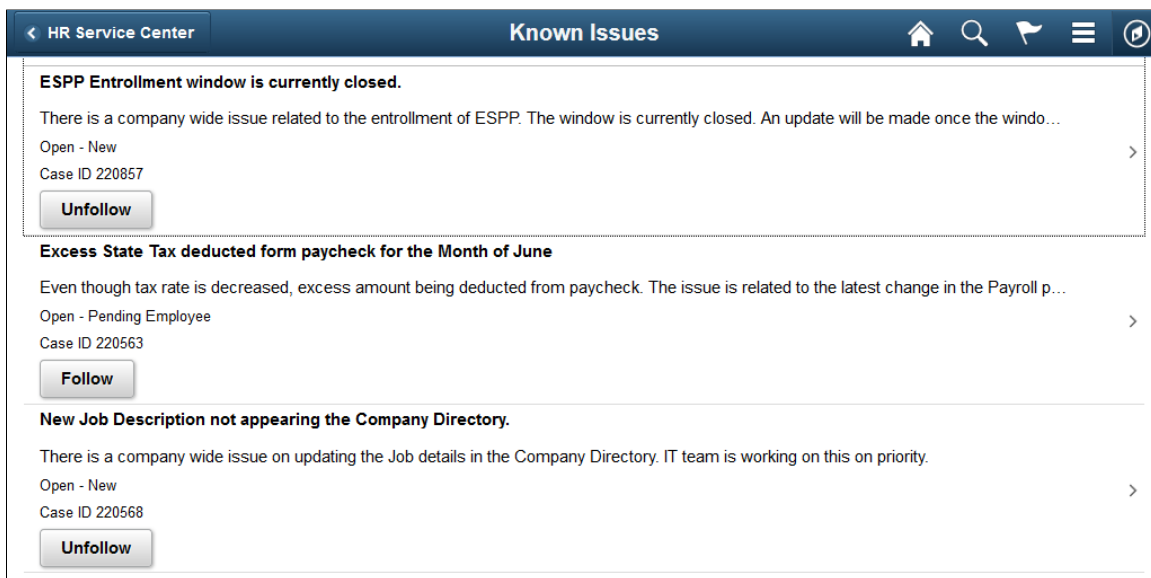 HR Service Center
Known Issues
ESPP Entrollment window is currently closed.
There is a company wide issue related to the entrollment of ESPP. The window is currently closed. An update will be made once the windo...
Open - New
Case ID 220857
Unfollow
Excess State Tax deducted form paycheck for the Month of June
Even though tax rate is decreased, excess amount being deducted from paycheck. The issue is related to the latest change in the Payroll p...
Open - Pending Employee
Case ID 220563
Follow
New Job Description not appearing the Company Directory.
There is a company wide issue on updating the Job details in the Company Directory. IT team is working on this on priority.
Open - New
Case ID 220568
Unfollow